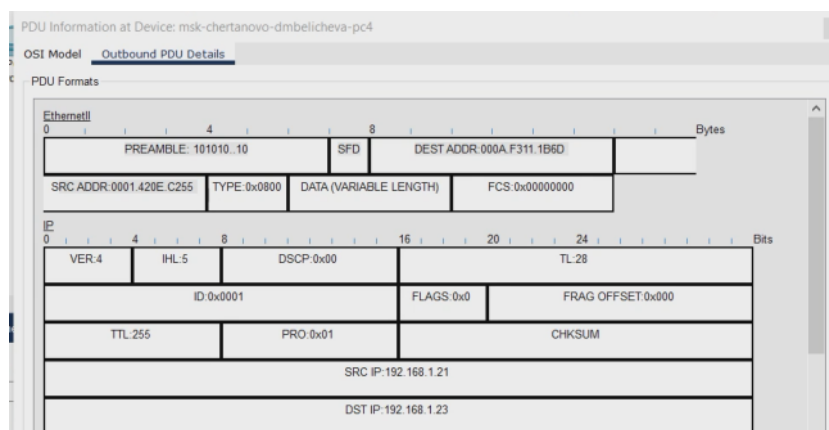 PDU Information at Device: msk-chertanovo-dmbelicheva-pc4
OSI Model Outbound PDU Details
PDU Formats
EthernetII
0 4 8 Bytes
PREAMBLE: 101010..10 SFD DEST ADDR:000A.F311.1B6D
SRC ADDR:0001.420E.C255 TYPE:0x0800 DATA (VARIABLE LENGTH) FCS:0x00000000
IP
0 4 8 16 20 24 Bits
VER:4 IHL:5 DSCP:0x00 TL:28
ID:0x0001 FLAGS:0x0 FRAG OFFSET:0x000
TTL:255 PRO:0x01 CHKSUM
SRC IP:192.168.1.21
DST IP:192.168.1.23